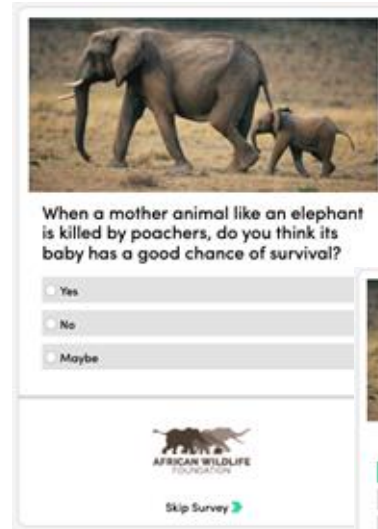 When a mother animal like an elephant
is killed by poachers, do you think its
baby has a good chance of survival?
Yes
No
Maybe
AFRICAN WILDLIFE
FOUNDATION
Skip Survey